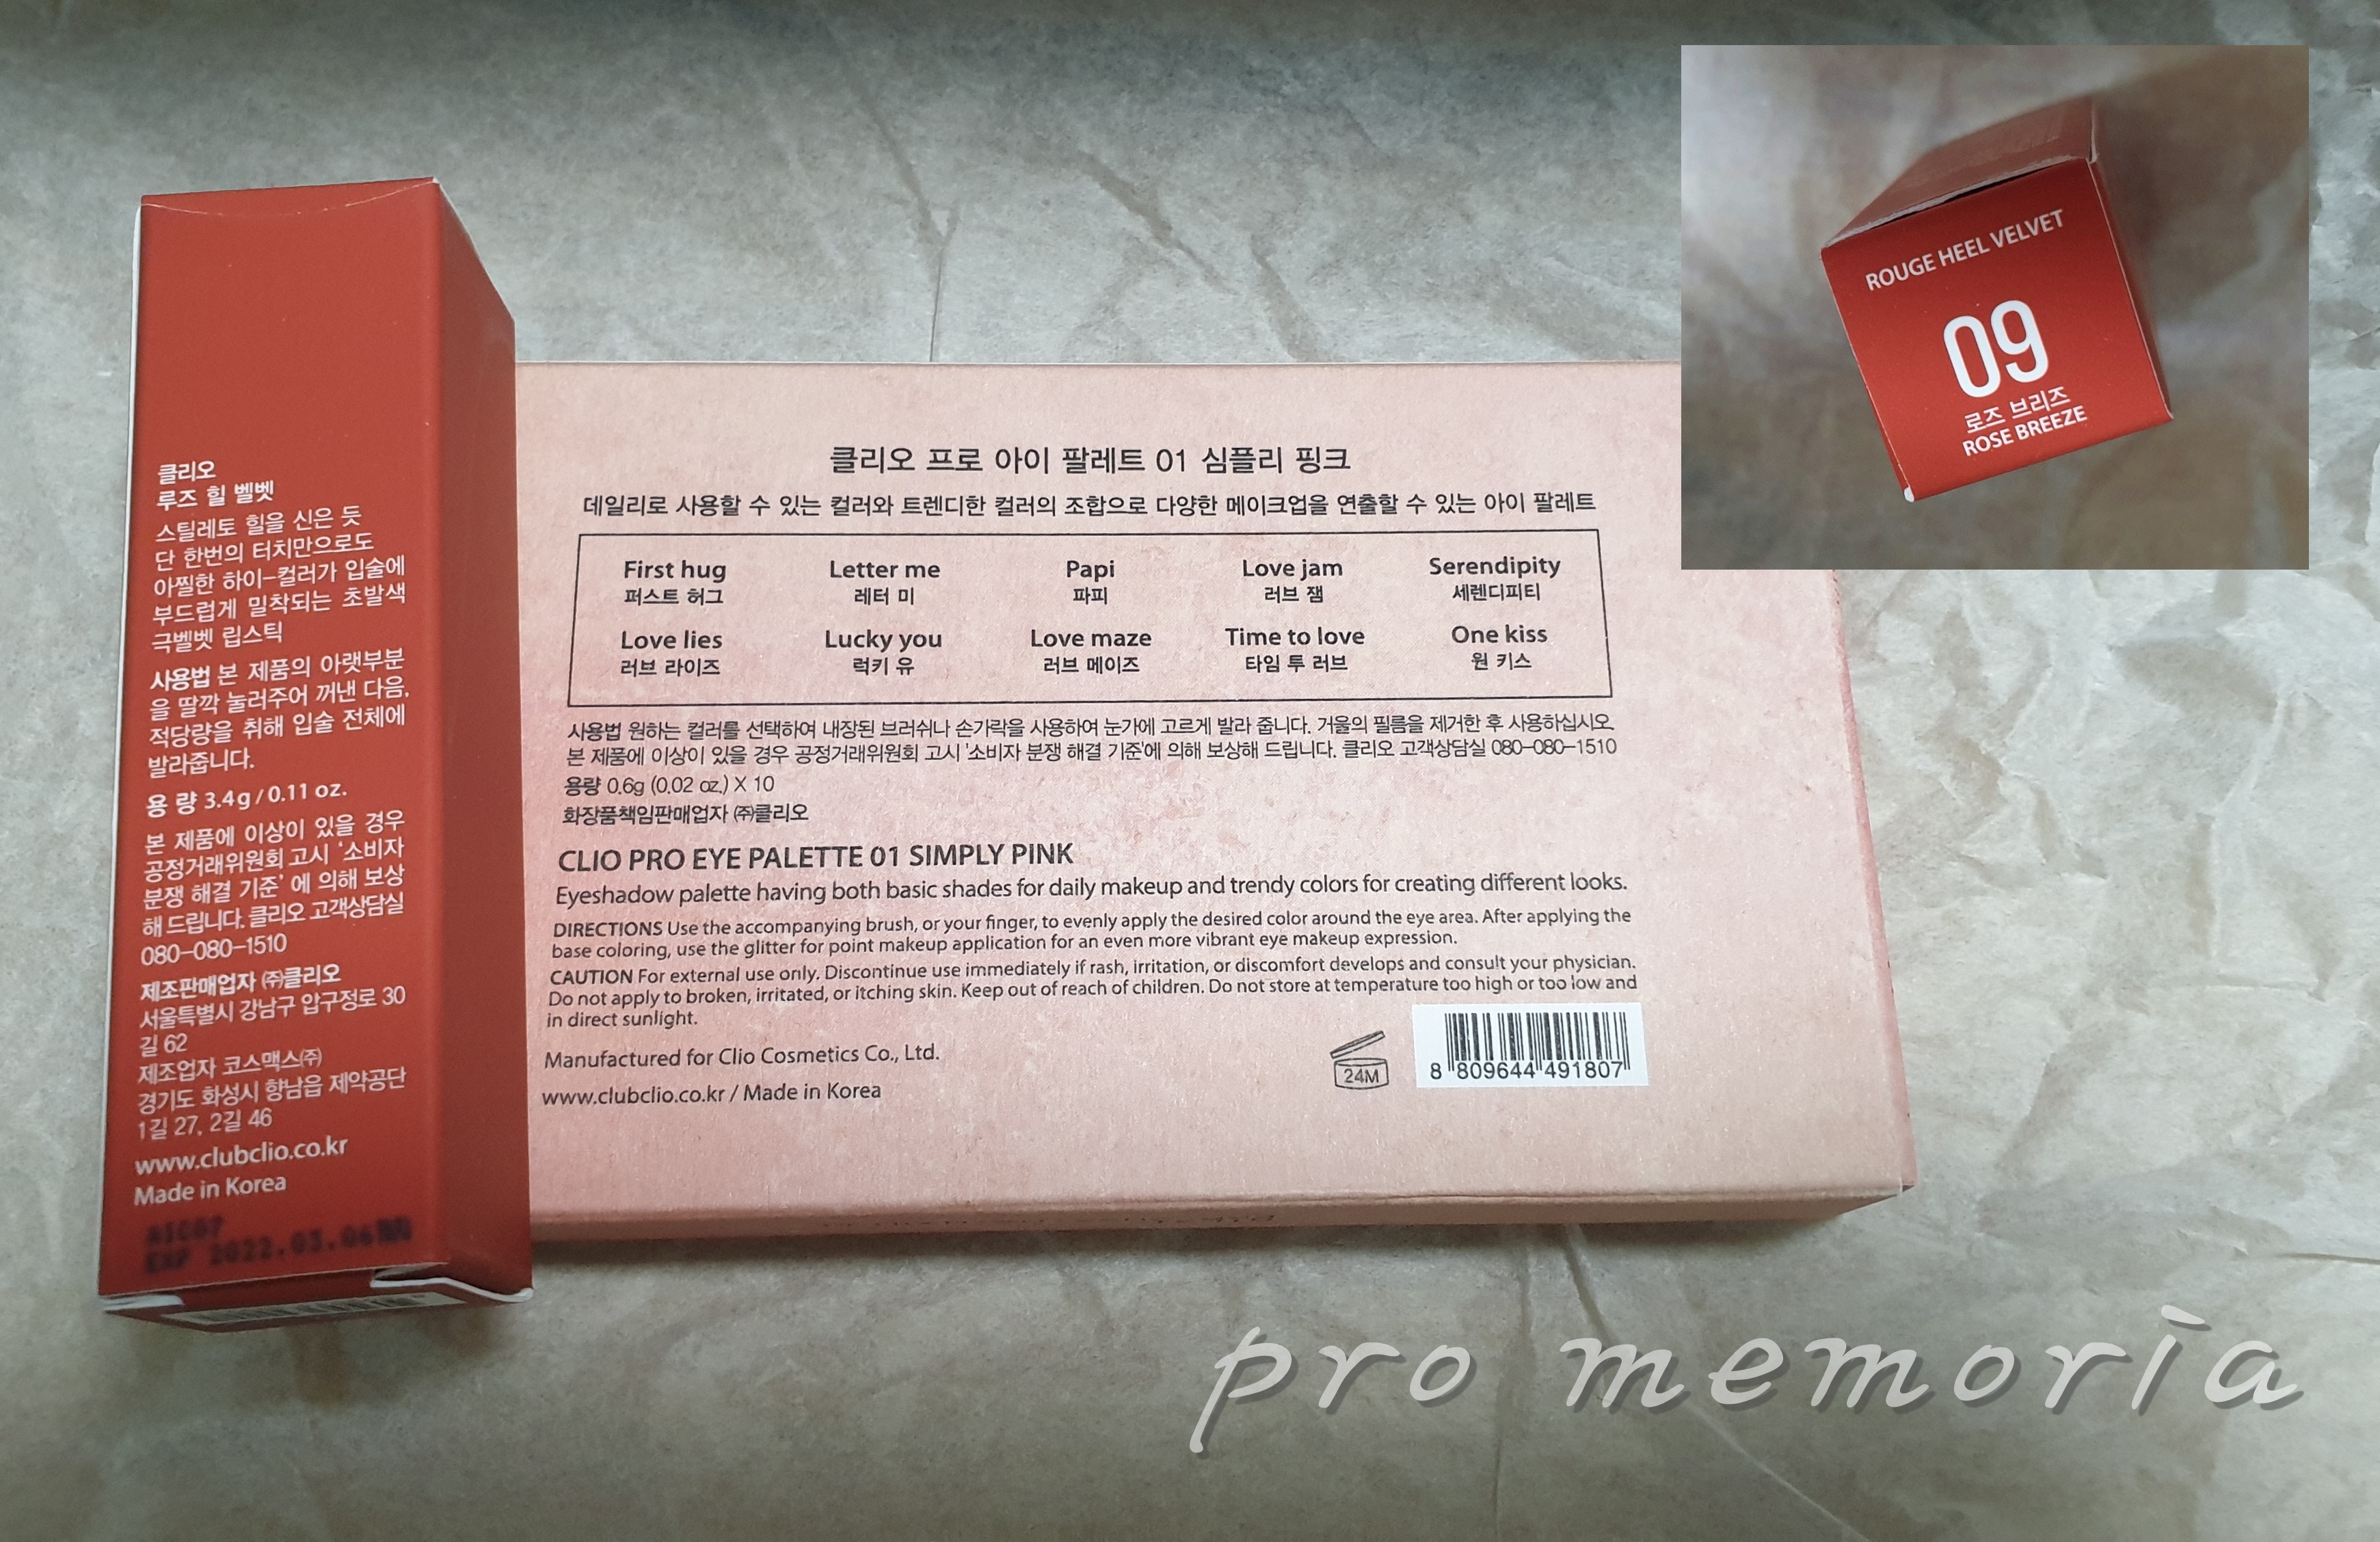 클리오
루즈 힐 벨벳
스틸레토 힐을 신은 듯
단 한번의 터치만으로도
아찔한 하이-컬러가 입술에
부드럽게 밀착되는 초발색
극벨벳 립스틱
사용법 본 제품의 아랫부분
을 딸깍 눌러주어 꺼낸 다음,
적당량을 취해 입술 전체에
발라줍니다.
용 량 3.4g / 0.11 oz.
본 제품에 이상이 있을 경우
공정거래위원회 고시 '소비자
분쟁 해결 기준' 에 의해 보상
해 드립니다. 클리오 고객상담실
080-080-1510
제조판매업자 ㈜클리오
서울특별시 강남구 압구정로 30
길 62
제조업자 코스맥스㈜
경기도 화성시 향남읍 제약공단
1길 27, 2길 46
www.clubclio.co.kr
Made in Korea
EXP 2022.03.06
클리오 프로 아이 팔레트 01 심플리 핑크
데일리로 사용할 수 있는 컬러와 트렌디한 컬러의 조합으로 다양한 메이크업을 연출할 수 있는 아이 팔레트
First hug Letter me Papi Love jam Serendipity
퍼스트 허그 레터 미 파피 러브 잼 세렌디피티
Love lies Lucky you Love maze Time to love One kiss
러브 라이즈 럭키 유 러브 메이즈 타임 투 러브 원 키스
사용법 원하는 컬러를 선택하여 내장된 브러쉬나 손가락을 사용하여 눈가에 고르게 발라 줍니다. 거울의 필름을 제거한 후 사용하십시오.
본 제품에 이상이 있을 경우 공정거래위원회 고시 '소비자 분쟁 해결 기준'에 의해 보상해 드립니다. 클리오 고객상담실 080-080-1510
용량 0.6g (0.02 oz.) X 10
화장품책임판매업자 ㈜클리오
CLIO PRO EYE PALETTE 01 SIMPLY PINK
Eyeshadow palette having both basic shades for daily makeup and trendy colors for creating different looks.
DIRECTIONS Use the accompanying brush, or your finger, to evenly apply the desired color around the eye area. After applying the
base coloring, use the glitter for point makeup application for an even more vibrant eye makeup expression.
CAUTION For external use only. Discontinue use immediately if rash, irritation, or discomfort develops and consult your physician.
Do not apply to broken, irritated, or itching skin. Keep out of reach of children. Do not store at temperature too high or too low and
in direct sunlight.
Manufactured for Clio Cosmetics Co., Ltd.
www.clubclio.co.kr / Made in Korea
24M
8 809644 491807
ROUGE HEEL VELVET
09
로즈 브리즈
ROSE BREEZE
pro memoria